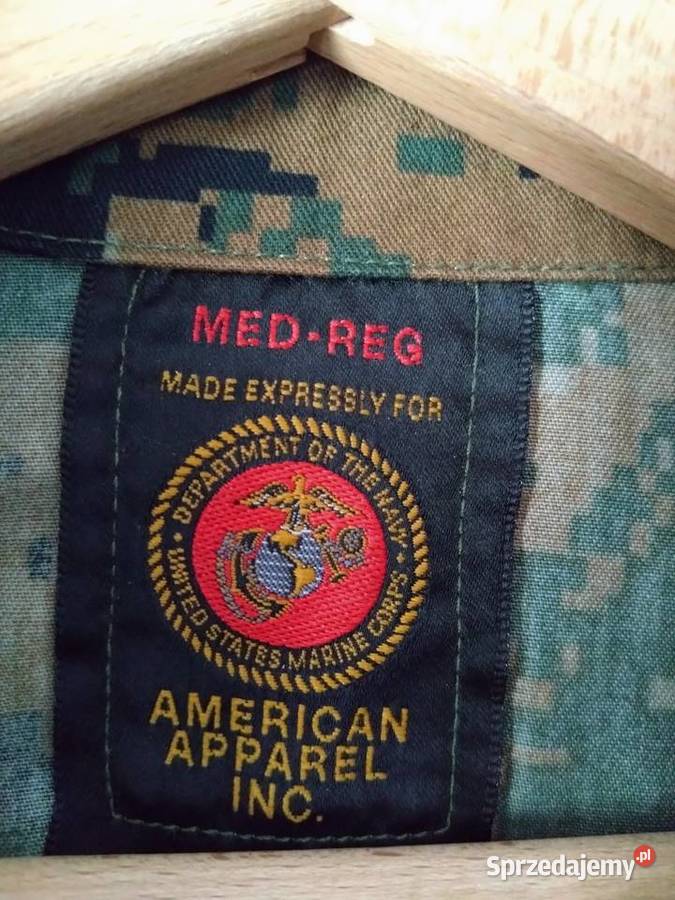 MED-REG
MADE EXPRESSLY FOR
DEPARTMENT OF THE NAVY
UNITED STATES MARINE CORPS
AMERICAN
APPAREL
INC.
Sprzedajemy.pl